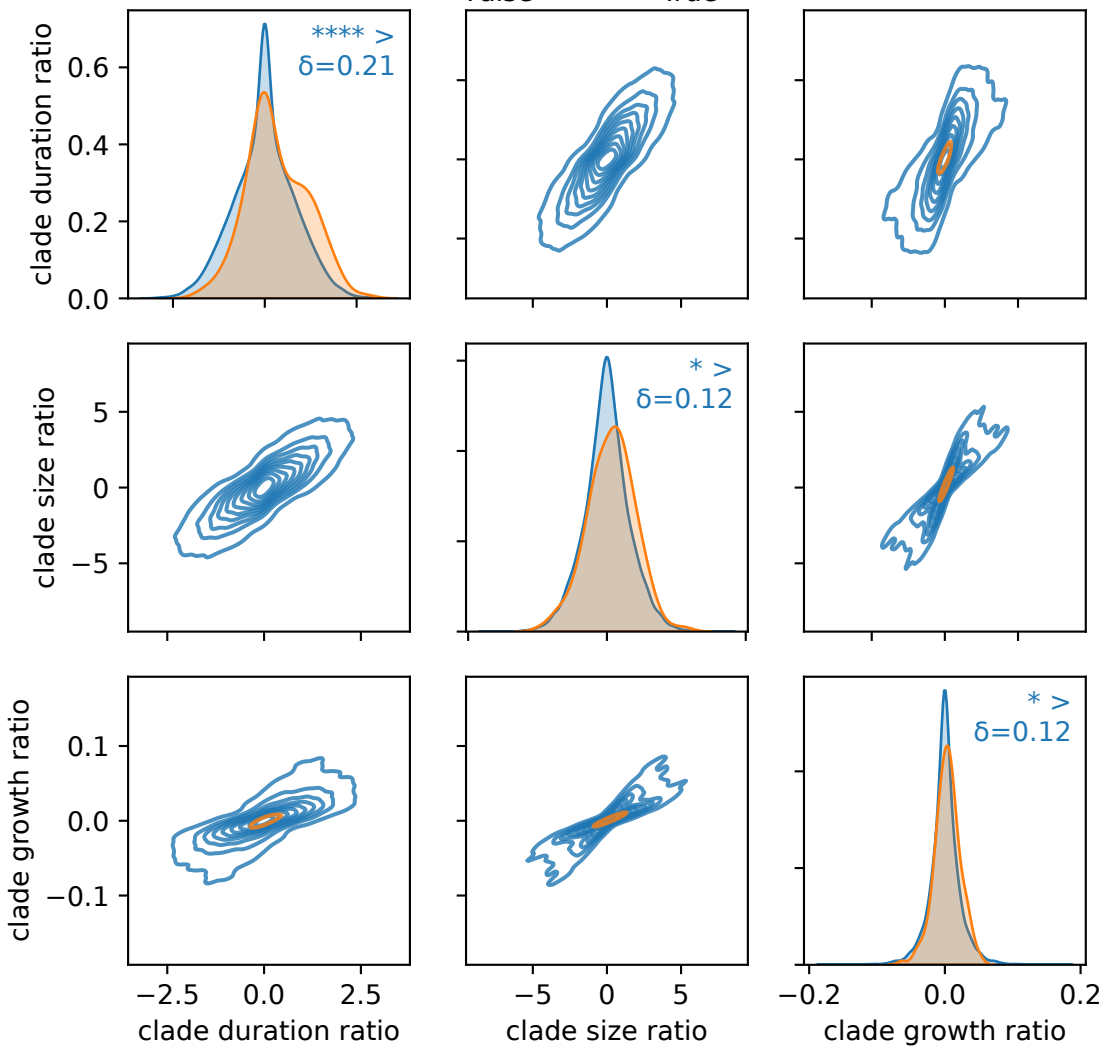 clade duration ratio
0.6
0.4
0.2
0.0
**** >
δ=0.21
clade size ratio
5
0
−5
* >
δ=0.12
clade growth ratio
0.1
0.0
−0.1
* >
δ=0.12
−2.5 0.0 2.5
−5 0 5
−0.2 0.0 0.2
clade duration ratio
clade size ratio
clade growth ratio